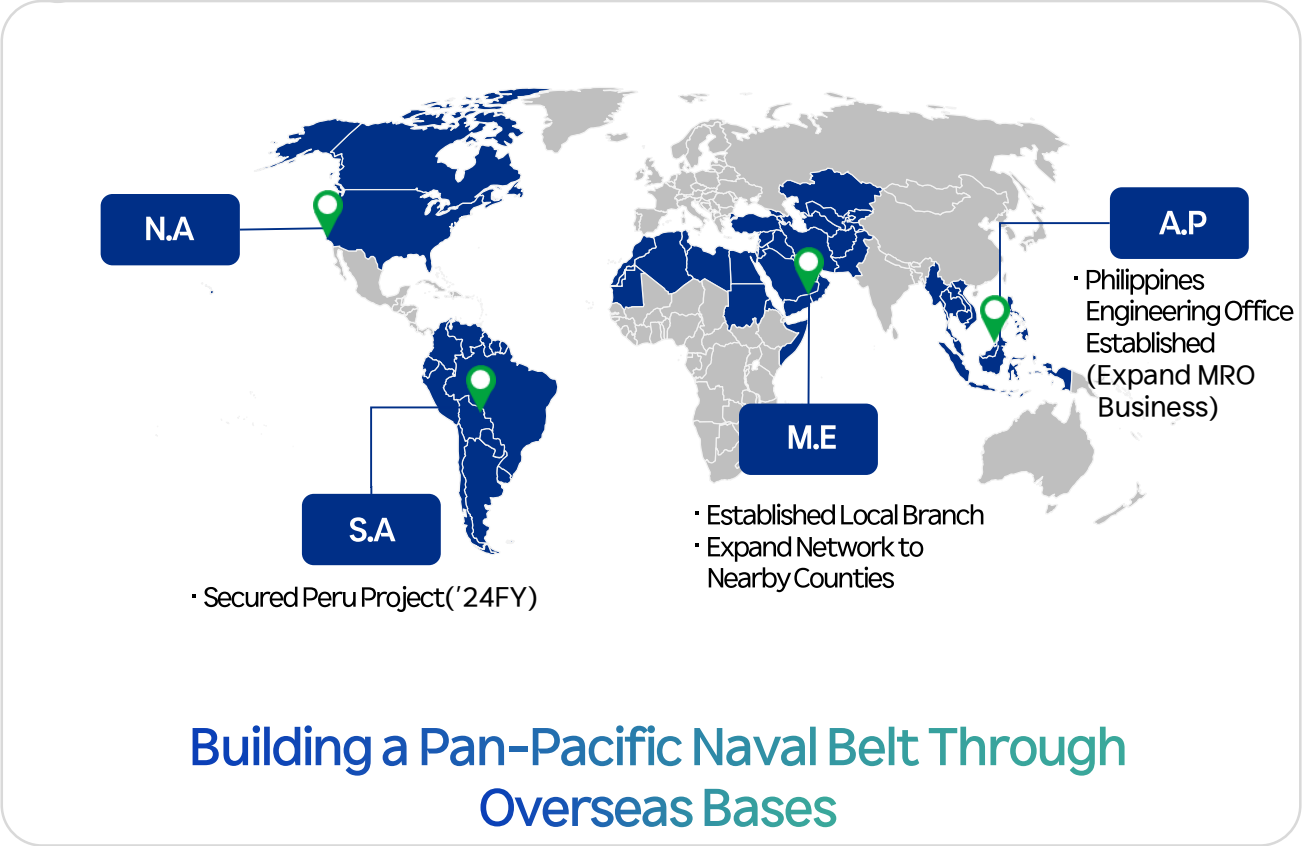 N.A
A.P
· Philippines
Engineering Office
Established
(Expand MRO
Business)
M.E
· Established Local Branch
· Expand Network to
Nearby Counties
S.A
· Secured Peru Project('24FY)
Building a Pan-Pacific Naval Belt Through
Overseas Bases